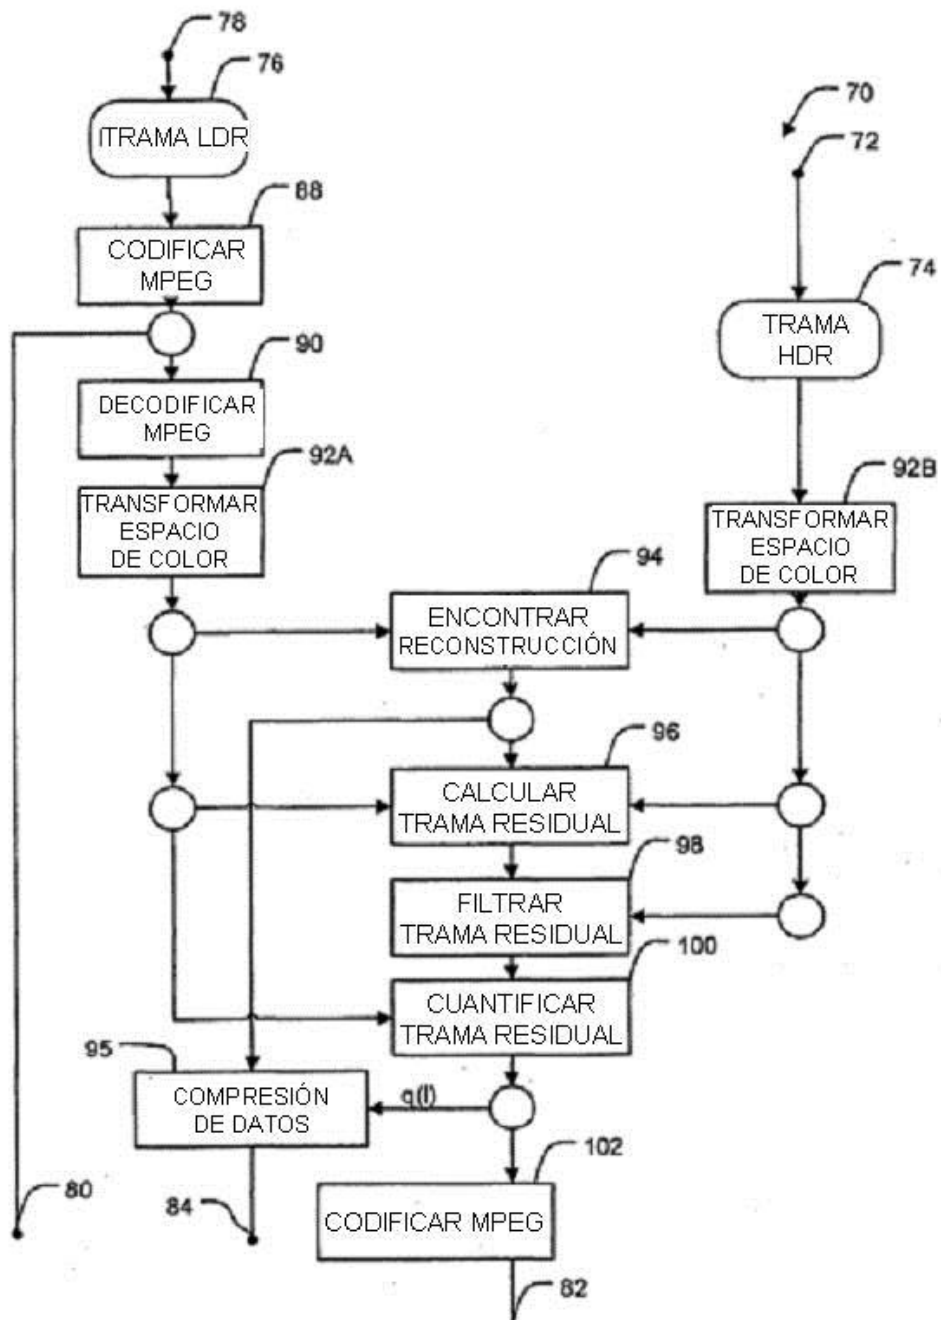 78
76
ITRAMA LDR
70
72
88
CODIFICAR
MPEG
74
TRAMA
HDR
90
DECODIFICAR
MPEG
92A
TRANSFORMAR
ESPACIO
DE COLOR
92B
TRANSFORMAR
ESPACIO
DE COLOR
94
ENCONTRAR
RECONSTRUCCIÓN
96
CALCULAR
TRAMA RESIDUAL
98
FILTRAR
TRAMA RESIDUAL
100
CUANTIFICAR
TRAMA RESIDUAL
95
COMPRESIÓN
DE DATOS
q(l)
102
CODIFICAR MPEG
80
84
82